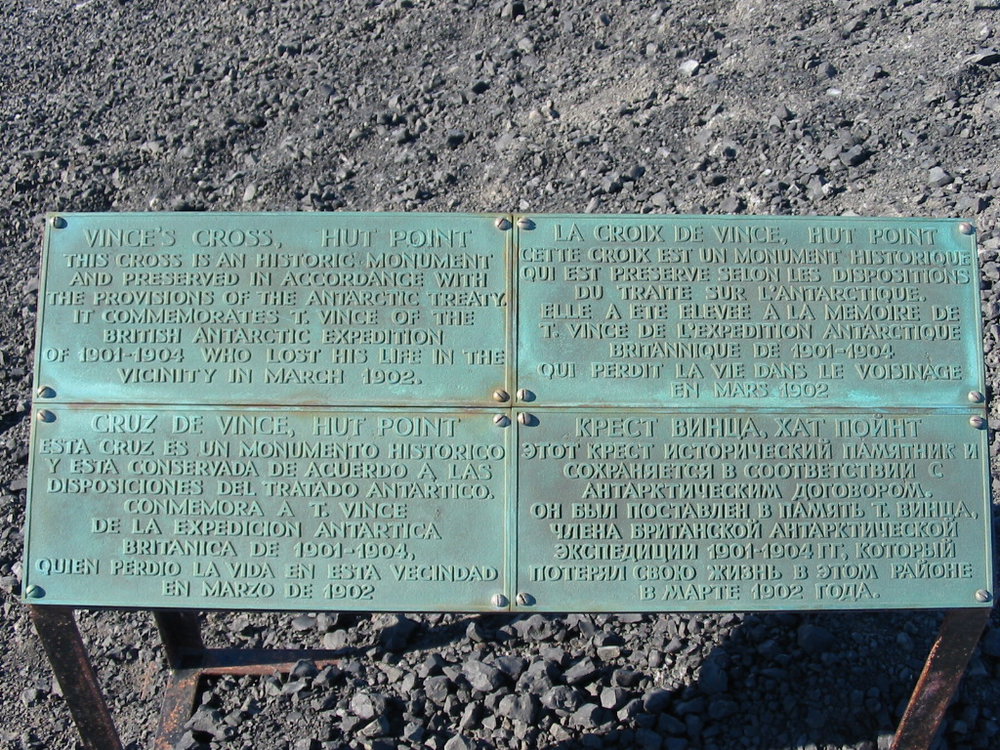 VINCE'S CROSS, HUT POINT
THIS CROSS IS AN HISTORIC MONUMENT
AND PRESERVED IN ACCORDANCE WITH
THE PROVISIONS OF THE ANTARCTIC TREATY.
IT COMMEMORATES T. VINCE OF THE
BRITISH ANTARCTIC EXPEDITION
OF 1901-1904 WHO LOST HIS LIFE IN THE
VICINITY IN MARCH 1902.
LA CROIX DE VINCE, HUT POINT
CETTE CROIX EST UN MONUMENT HISTORIQUE
QUI EST PRESERVE SELON LES DISPOSITIONS
DU TRAITE SUR L'ANTARCTIQUE.
ELLE A ETE ELEVEE A LA MEMOIRE DE
T. VINCE DE L'EXPEDITION ANTARCTIQUE
BRITANNIQUE DE 1901-1904
QUI PERDIT LA VIE DANS LE VOISINAGE
EN MARS 1902
CRUZ DE VINCE, HUT POINT
ESTA CRUZ ES UN MONUMENTO HISTORICO
Y ESTA CONSERVADA DE ACUERDO A LAS
DISPOSICIONES DEL TRATADO ANTARTICO.
CONMEMORA A T. VINCE
DE LA EXPEDICION ANTARTICA
BRITANICA DE 1901-1904,
QUIEN PERDIO LA VIDA EN ESTA VECINDAD
EN MARZO DE 1902
КРЕСТ ВИНЦА, ХАТ ПОЙНТ
ЭТОТ КРЕСТ ИСТОРИЧЕСКИЙ ПАМЯТНИК И
СОХРАНЯЕТСЯ В СООТВЕТСТВИИ С
АНТАРКТИЧЕСКИМ ДОГОВОРОМ.
ОН БЫЛ ПОСТАВЛЕН В ПАМЯТЬ Т. ВИНЦА,
ЧЛЕНА БРИТАНСКОЙ АНТАРКТИЧЕСКОЙ
ЭКСПЕДИЦИИ 1901-1904 ГГ, КОТОРЫЙ
ПОТЕРЯЛ СВОЮ ЖИЗНЬ В ЭТОМ РАЙОНЕ
В МАРТЕ 1902 ГОДА.